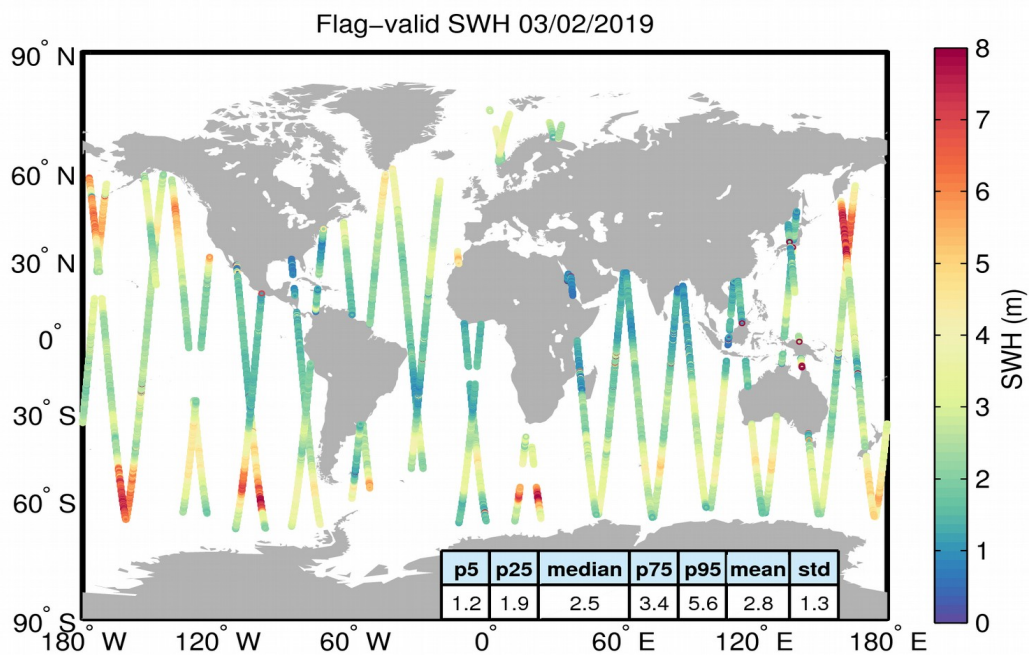 Flag−valid SWH 03/02/2019
90° N
60° N
30° N
0°
30° S
60° S
90° S
180° W
120° W
60° W
0°
60° E
120° E
180° E
p5 p25 median p75 p95 mean std
1.2 1.9 2.5 3.4 5.6 2.8 1.3
8
7
6
5
4
3
2
1
0
SWH (m)